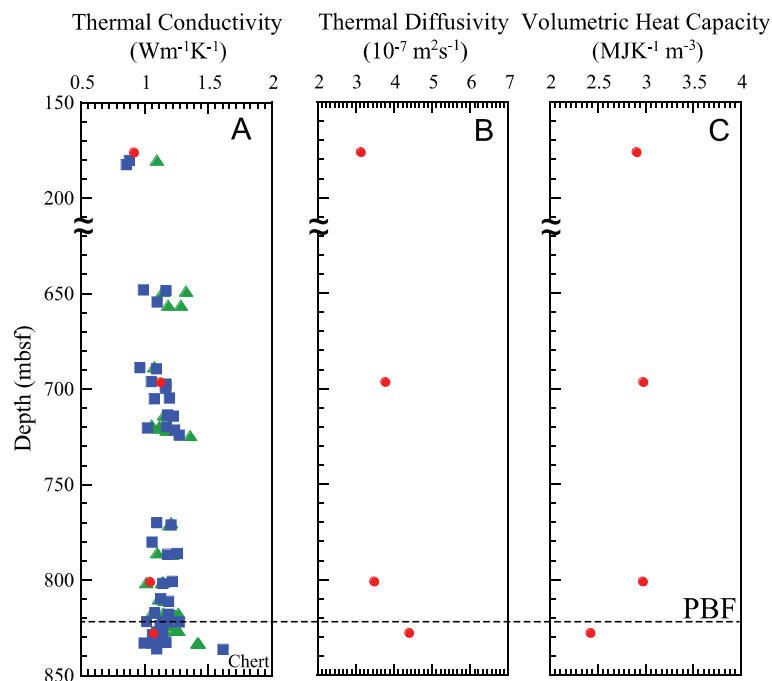 Thermal Conductivity Thermal Diffusivity Volumetric Heat Capacity
(Wm⁻¹K⁻¹) (10⁻⁷ m²s⁻¹) (MJK⁻¹ m⁻³)
0.5 1 1.5 2 2 3 4 5 6 7 2 2.5 3 3.5 4
150
A B C
200
650
700
Depth (mbsf)
750
800
PBF
Chert
850